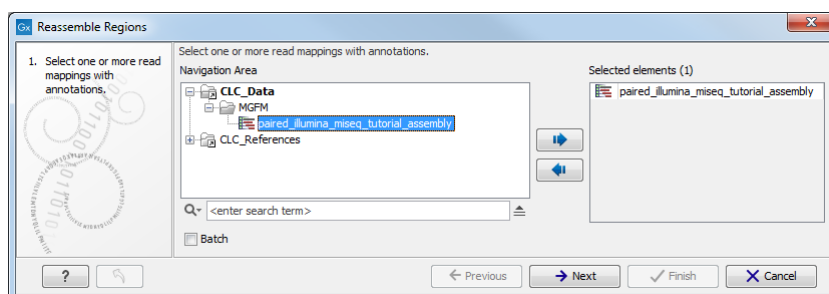 Gx Reassemble Regions
1. Select one or more read
mappings with
annotations.
Select one or more read mappings with annotations.
Navigation Area
CLC_Data
MGFM
paired_illumina_miseq_tutorial_assembly
CLC_References
<enter search term>
Batch
Selected elements (1)
paired_illumina_miseq_tutorial_assembly
?
Previous
Next
Finish
Cancel